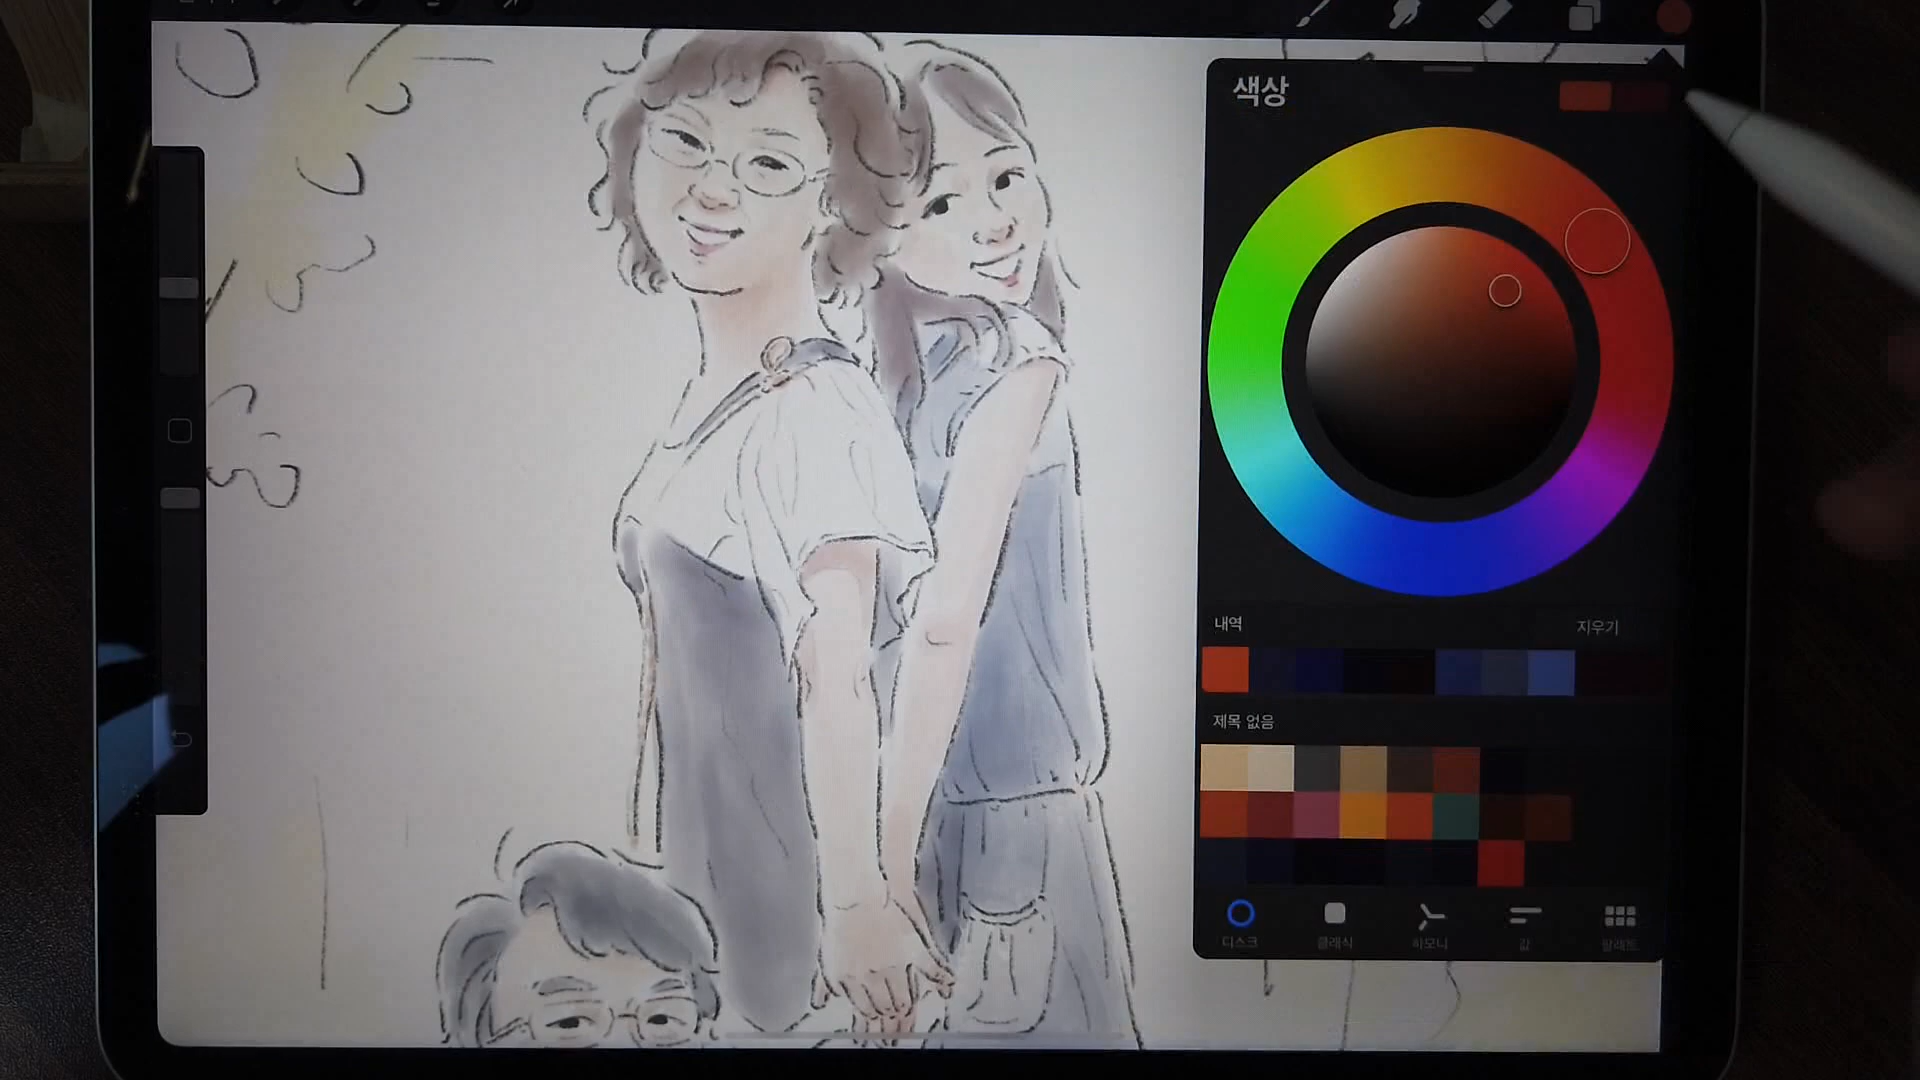 색상
내역
지우기
제목 없음
디스크
클래식
하모니
값
팔레트